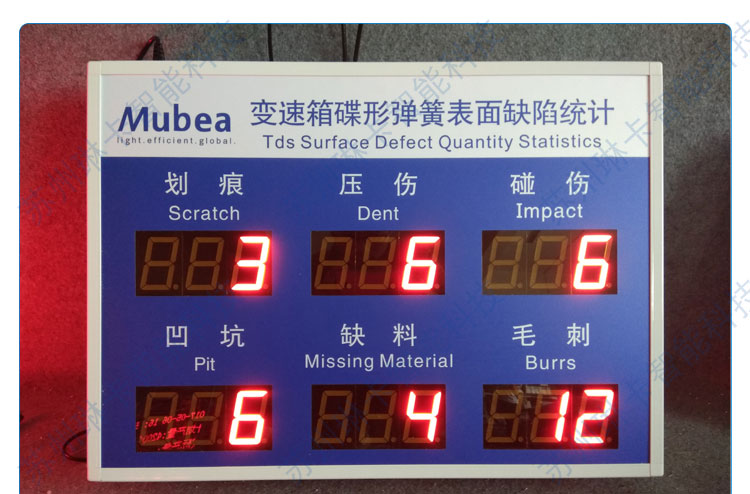 变速箱碟形弹簧表面缺陷统计
Mubea
light.efficient.global.
Tds Surface Defect Quantity Statistics
划 痕 压 伤 碰 伤
Scratch Dent Impact
3 6 6
凹 坑 缺 料 毛 刺
Pit Missing Material Burrs
6 4 12